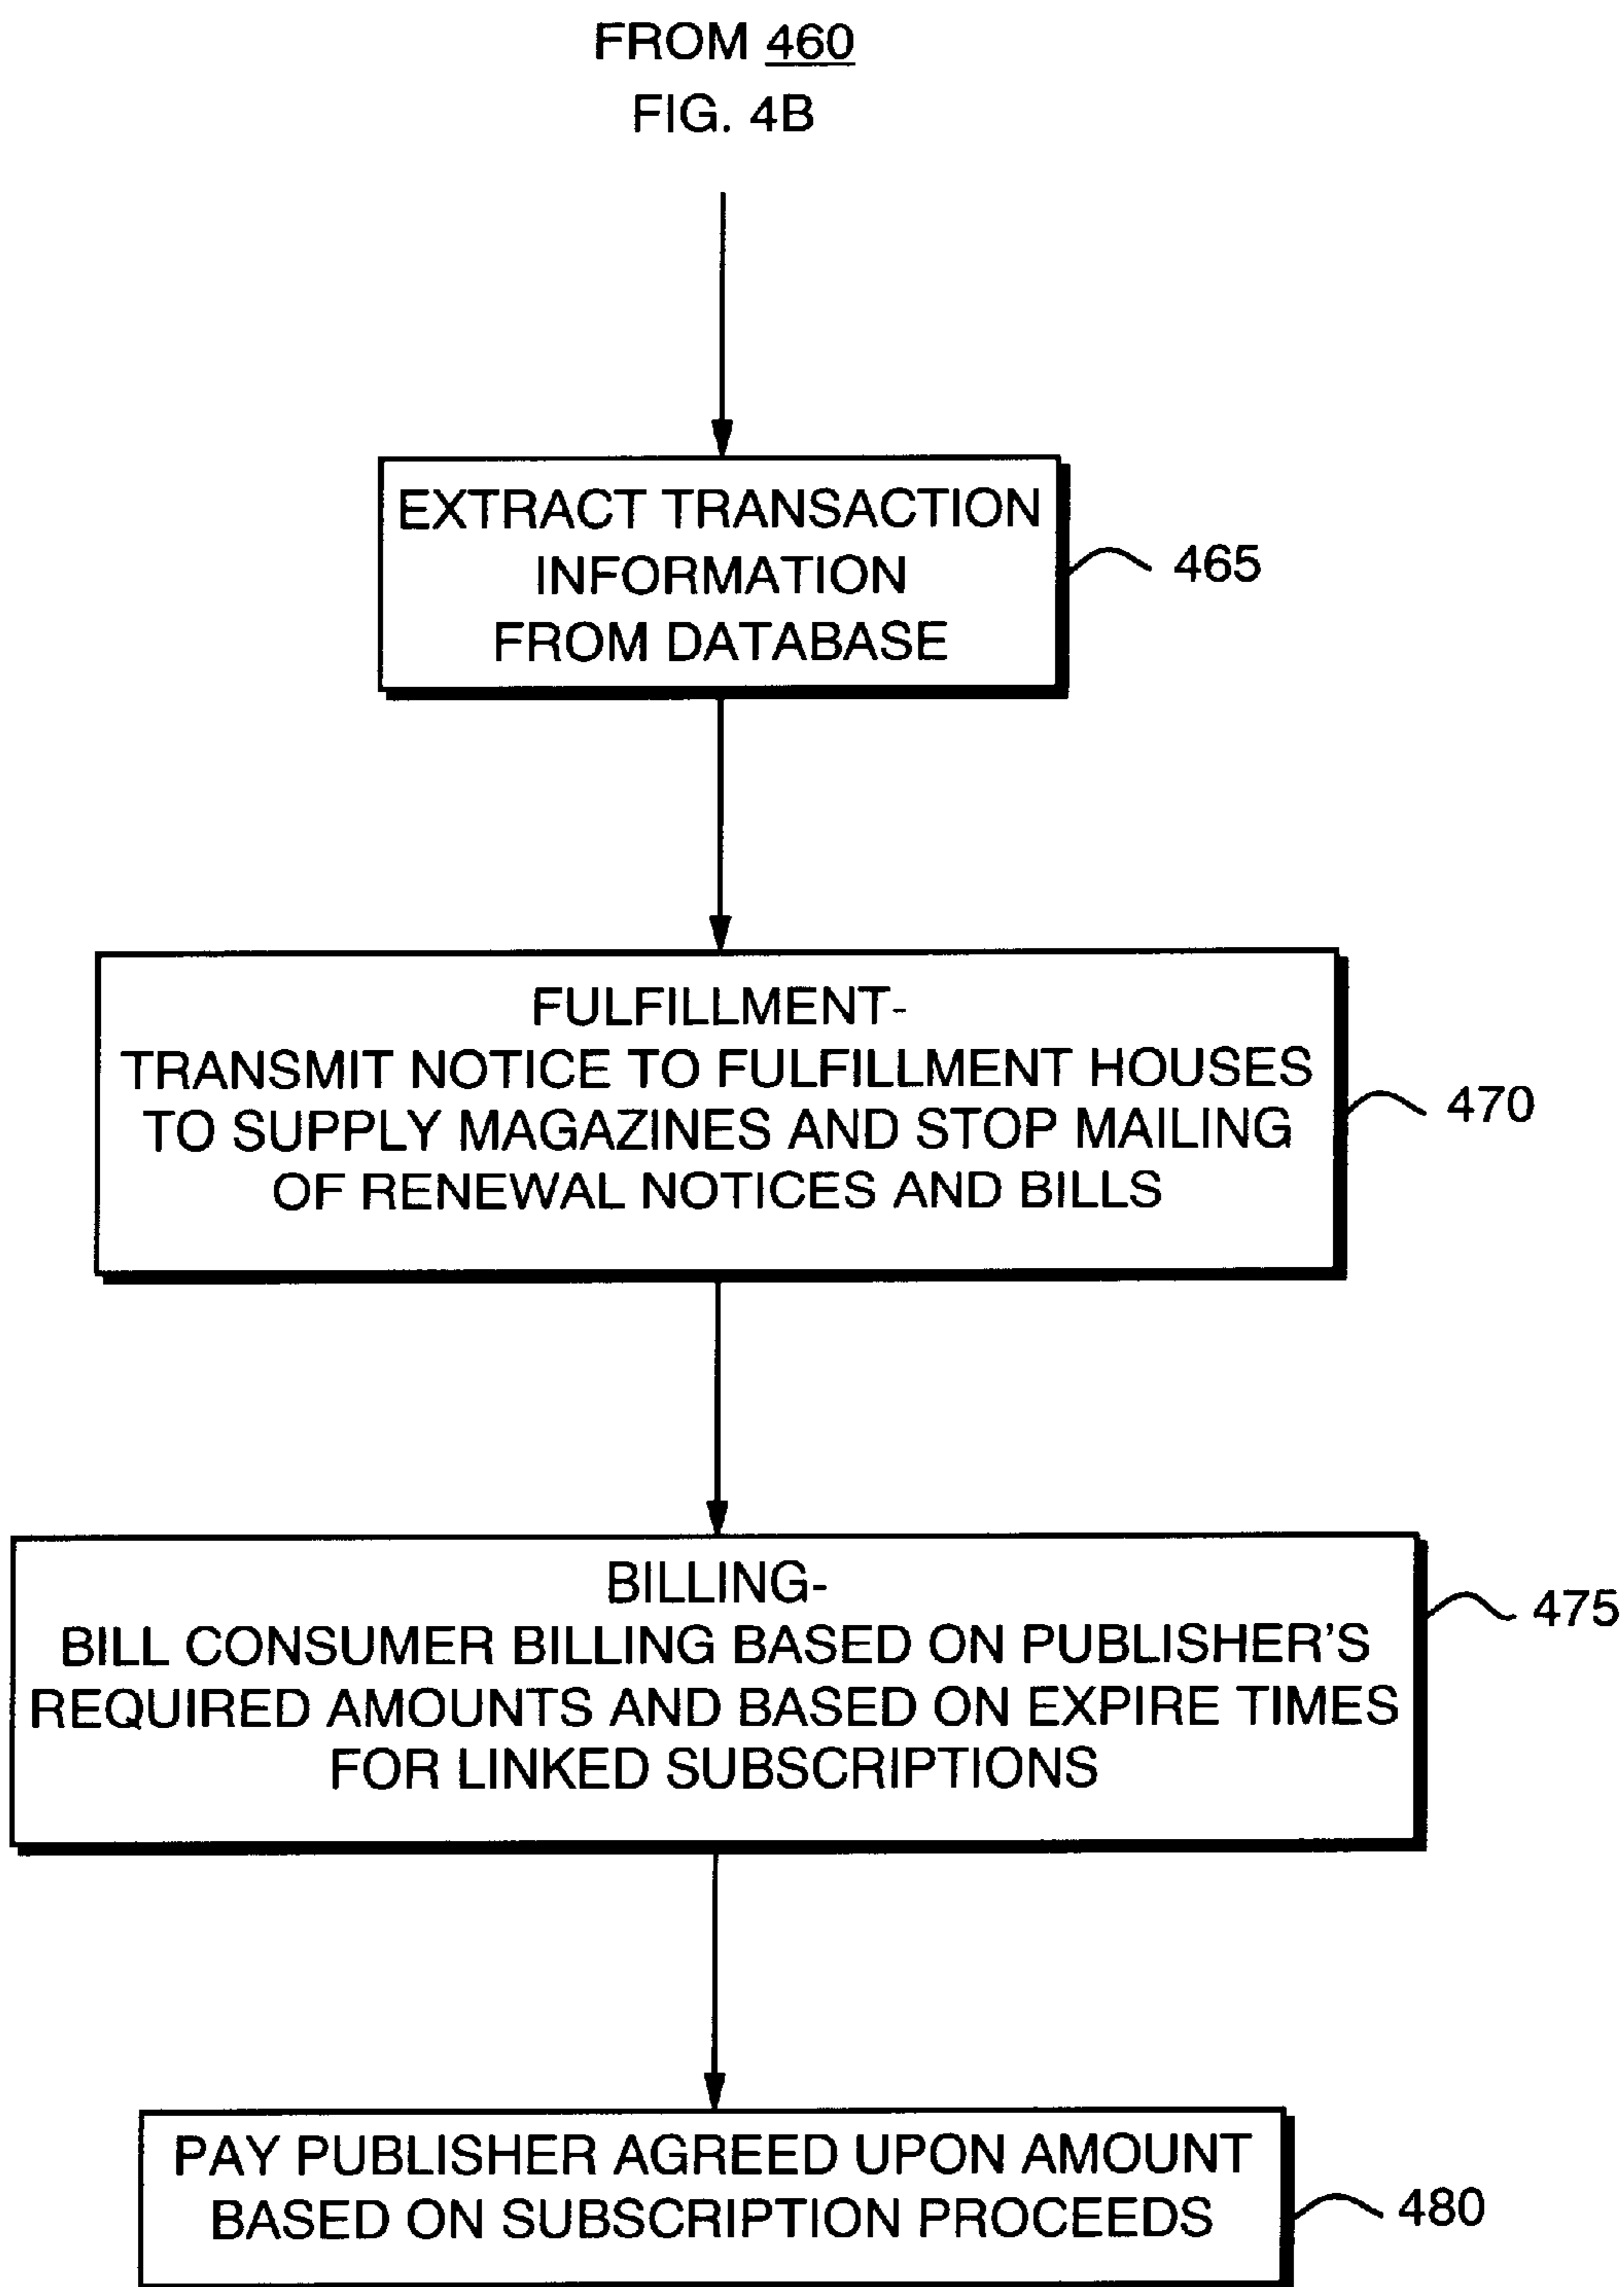 FROM 460
FIG. 4B
EXTRACT TRANSACTION
INFORMATION
FROM DATABASE
465
FULFILLMENT-
TRANSMIT NOTICE TO FULFILLMENT HOUSES
TO SUPPLY MAGAZINES AND STOP MAILING
OF RENEWAL NOTICES AND BILLS
470
BILLING-
BILL CONSUMER BILLING BASED ON PUBLISHER'S
REQUIRED AMOUNTS AND BASED ON EXPIRE TIMES
FOR LINKED SUBSCRIPTIONS
475
PAY PUBLISHER AGREED UPON AMOUNT
BASED ON SUBSCRIPTION PROCEEDS
480